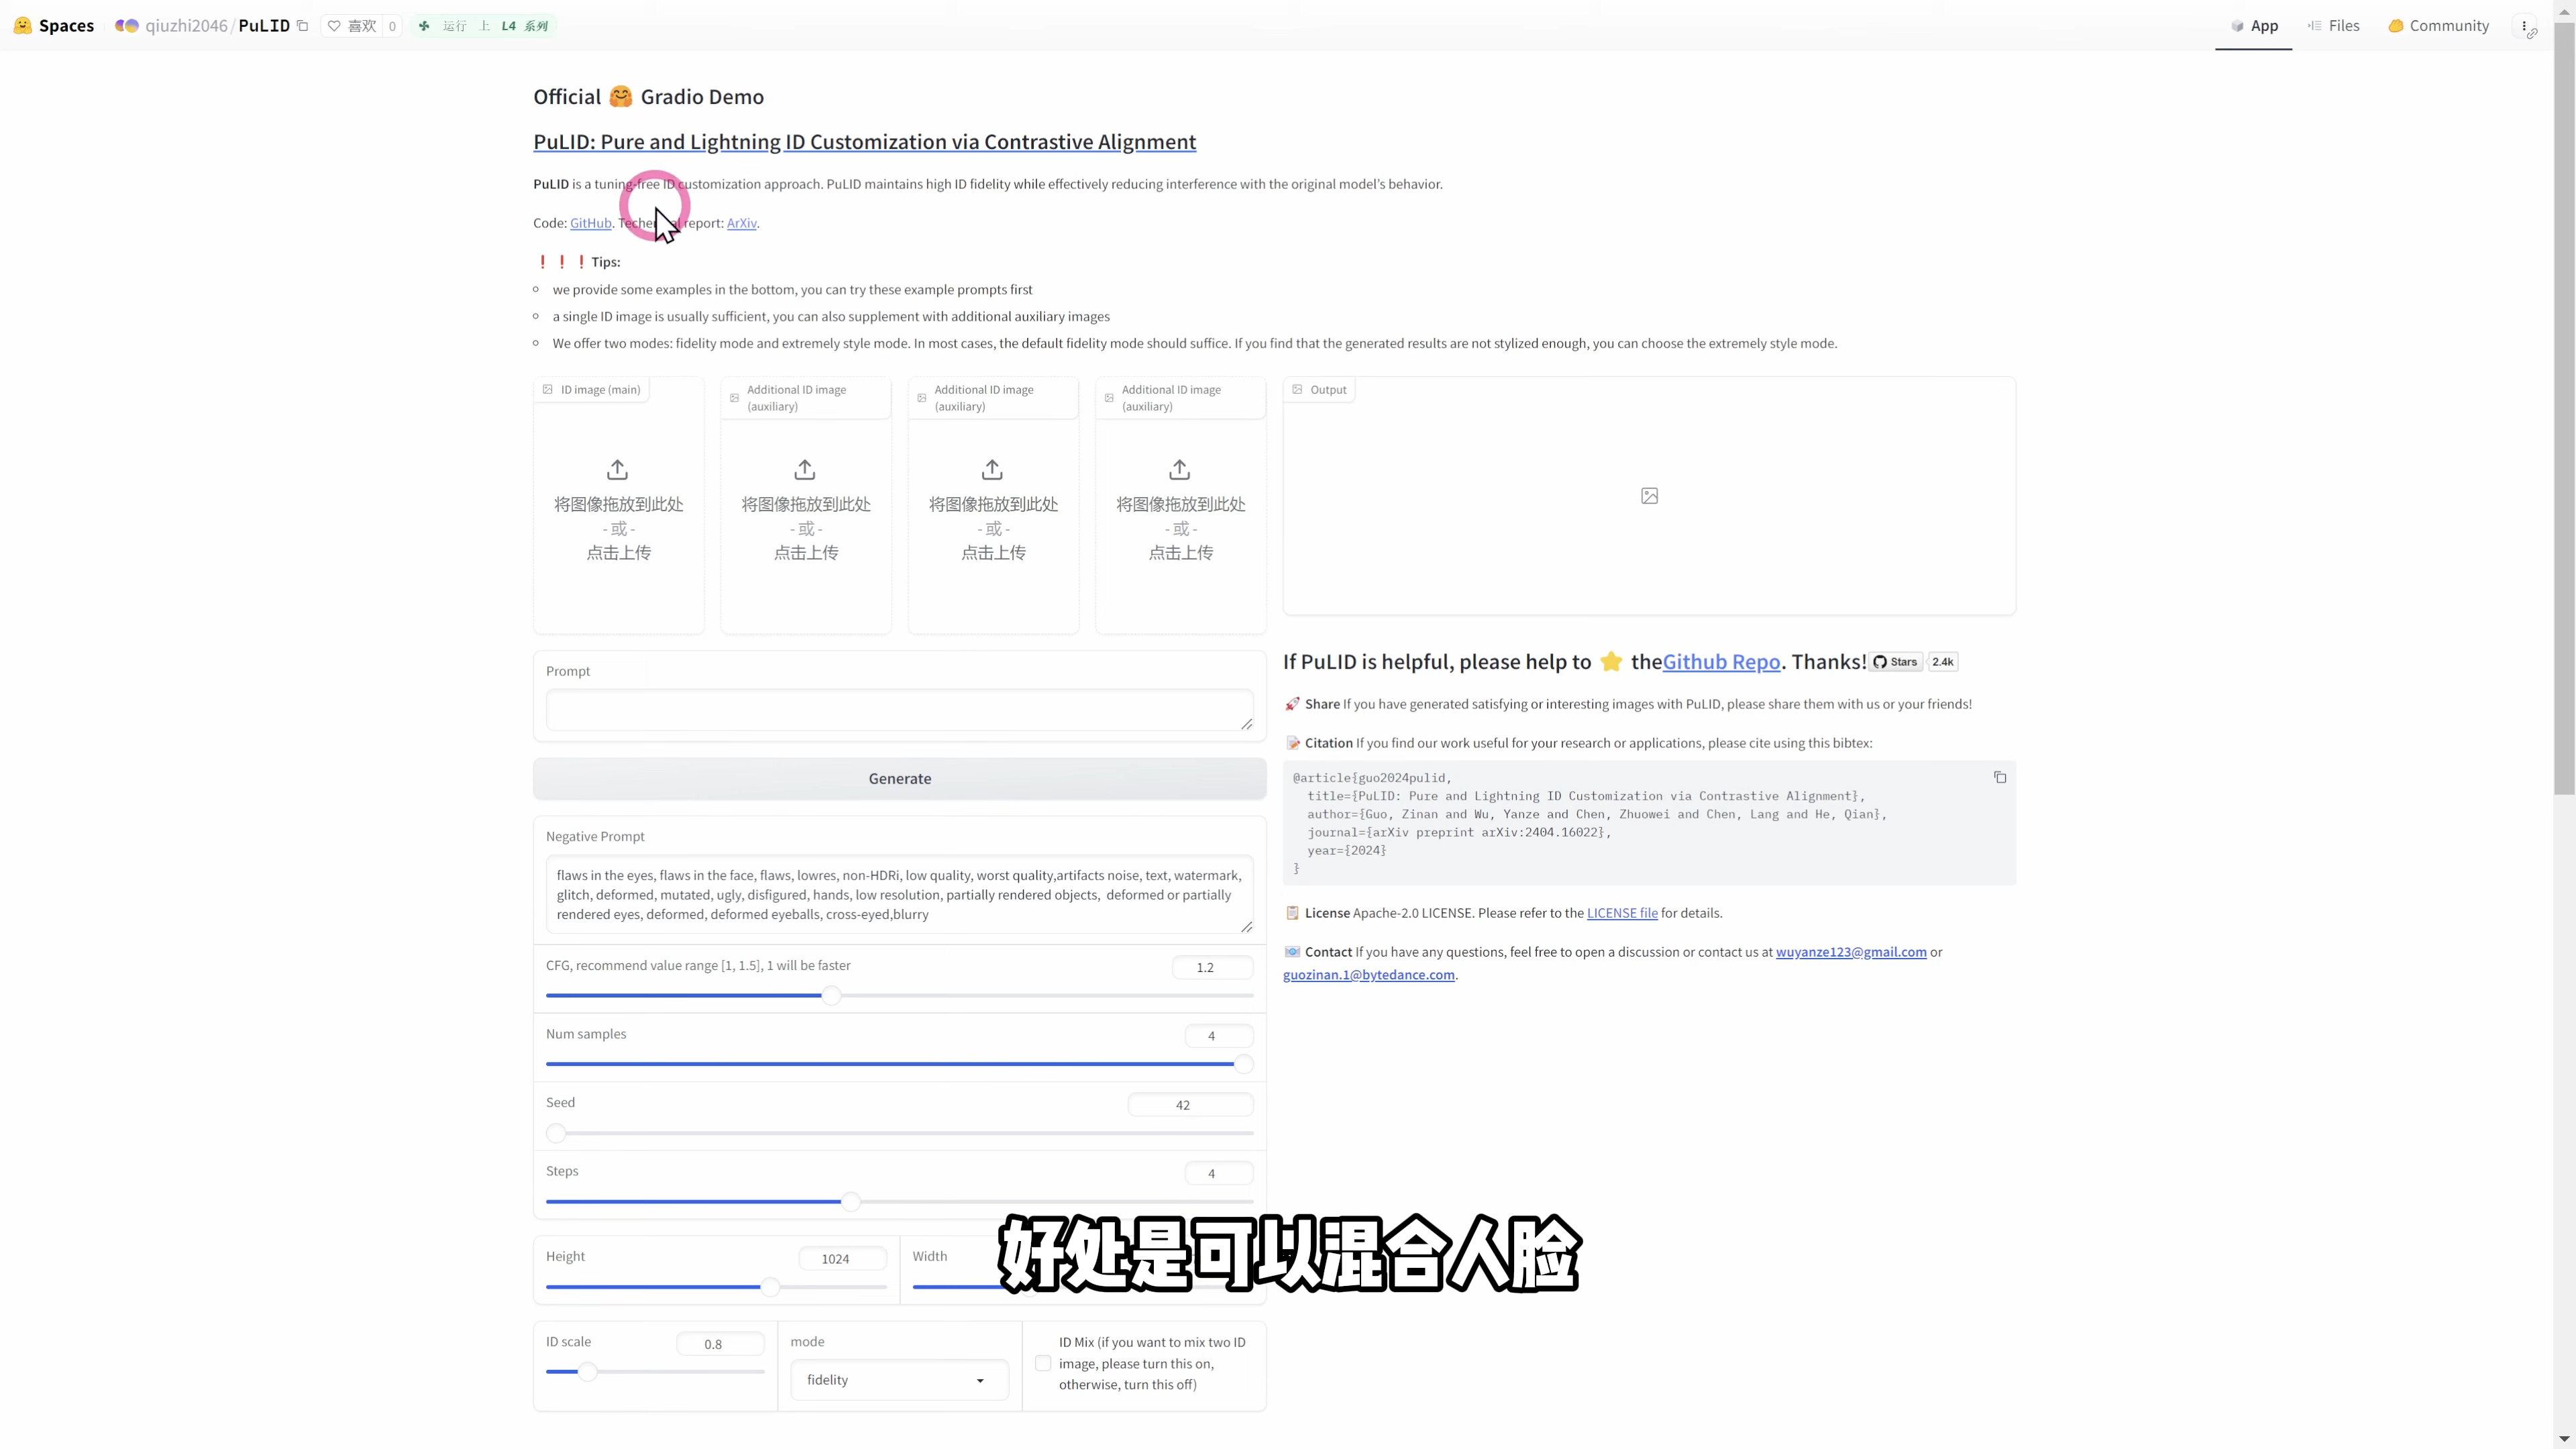 Spaces qiuzhi2046/PuLID 喜欢 0 运行 上 L4 系列 App Files Community
Official 🤗 Gradio Demo
PuLID: Pure and Lightning ID Customization via Contrastive Alignment
PuLID is a tuning-free ID customization approach. PuLID maintains high ID fidelity while effectively reducing interference with the original model's behavior.
Code: GitHub. report: ArXiv.
❗❗❗Tips:
we provide some examples in the bottom, you can try these example prompts first
a single ID image is usually sufficient, you can also supplement with additional auxiliary images
We offer two modes: fidelity mode and extremely style mode. In most cases, the default fidelity mode should suffice. If you find that the generated results are not stylized enough, you can choose the extremely style mode.
ID image (main)
将图像拖放到此处
- 或 -
点击上传
Additional ID image
(auxiliary)
将图像拖放到此处
- 或 -
点击上传
Additional ID image
(auxiliary)
将图像拖放到此处
- 或 -
点击上传
Additional ID image
(auxiliary)
将图像拖放到此处
- 或 -
点击上传
Prompt
Generate
Negative Prompt
flaws in the eyes, flaws in the face, flaws, lowres, non-HDRi, low quality, worst quality,artifacts noise, text, watermark,
glitch, deformed, mutated, ugly, disfigured, hands, low resolution, partially rendered objects,  deformed or partially
rendered eyes, deformed, deformed eyeballs, cross-eyed,blurry
CFG, recommend value range [1, 1.5], 1 will be faster 1.2
Num samples 4
Seed 42
Steps 4
Height 1024 Width
ID scale 0.8
mode
fidelity
ID Mix (if you want to mix two ID
image, please turn this on,
otherwise, turn this off)
Output
If PuLID is helpful, please help to ⭐ theGithub Repo. Thanks! Stars 2.4k
🚀 Share If you have generated satisfying or interesting images with PuLID, please share them with us or your friends!
📝 Citation If you find our work useful for your research or applications, please cite using this bibtex:
@article{guo2024pulid,
title={PuLID: Pure and Lightning ID Customization via Contrastive Alignment},
author={Guo, Zinan and Wu, Yanze and Chen, Zhuowei and Chen, Lang and He, Qian},
journal={arXiv preprint arXiv:2404.16022},
year={2024}
}
📋 License Apache-2.0 LICENSE. Please refer to the LICENSE file for details.
📧 Contact If you have any questions, feel free to open a discussion or contact us at wuyanze123@gmail.com or
guozinan.1@bytedance.com.
好处是可以混合人脸